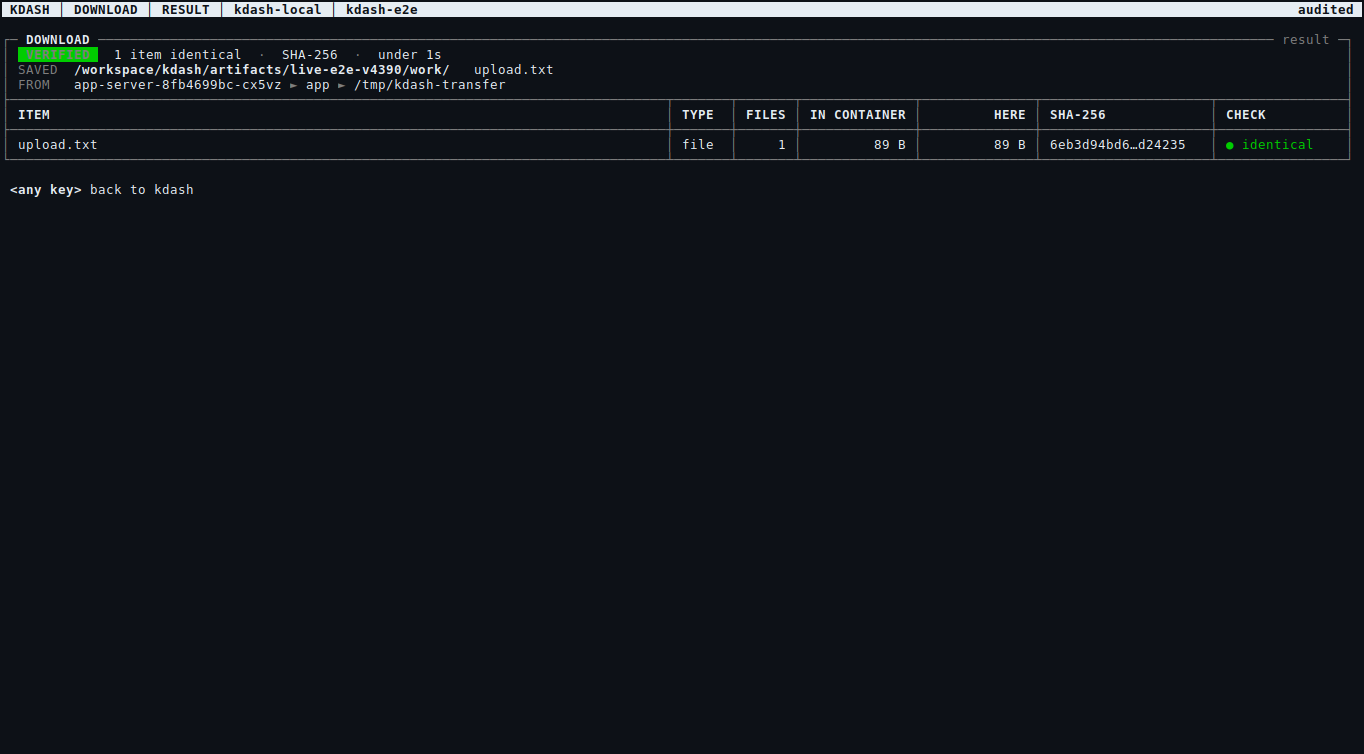 KDASH │ DOWNLOAD │ RESULT │ kdash-local │ kdash-e2e audited
DOWNLOAD result
VERIFIED 1 item identical · SHA-256 · under 1s
SAVED /workspace/kdash/artifacts/live-e2e-v4390/work/ upload.txt
FROM app-server-8fb4699bc-cx5vz ► app ► /tmp/kdash-transfer
ITEM TYPE FILES IN CONTAINER HERE SHA-256 CHECK
upload.txt file 1 89 B 89 B 6eb3d94bd6…d24235 ● identical
<any key> back to kdash